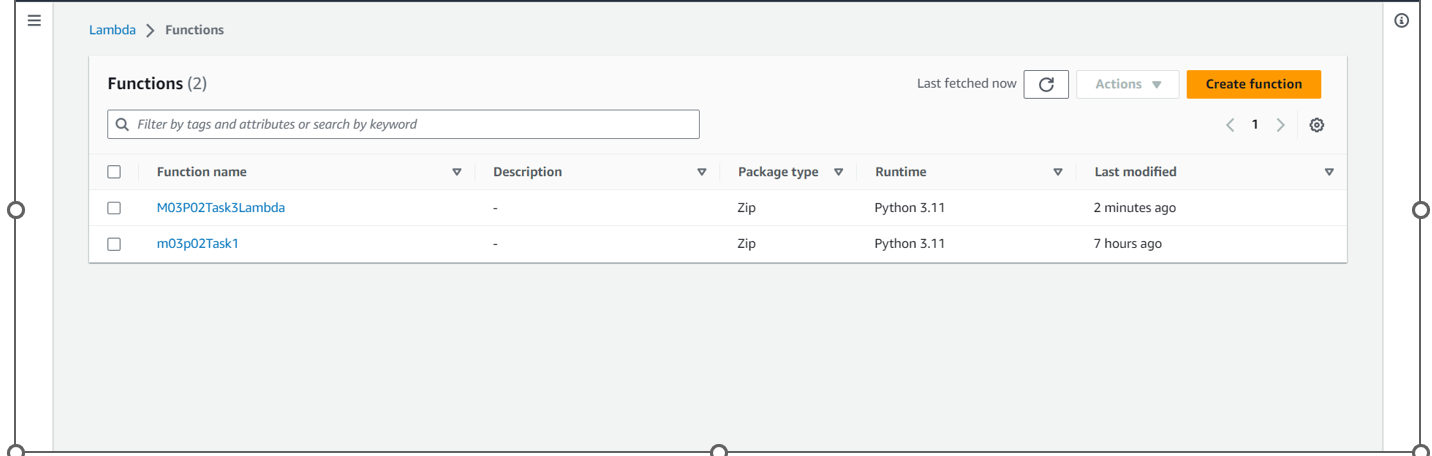 Lambda > Functions
Functions (2) Last fetched now Actions Create function
Filter by tags and attributes or search by keyword 1
Function name Description Package type Runtime Last modified
M03P02Task3Lambda - Zip Python 3.11 2 minutes ago
m03p02Task1 - Zip Python 3.11 7 hours ago